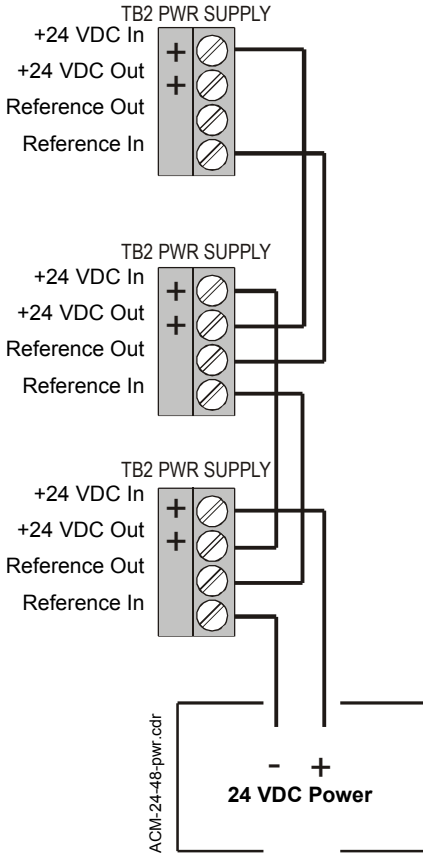 TB2 PWR SUPPLY
+24 VDC In
+24 VDC Out
Reference Out
Reference In
+
+
TB2 PWR SUPPLY
+24 VDC In
+24 VDC Out
Reference Out
Reference In
+
+
TB2 PWR SUPPLY
+24 VDC In
+24 VDC Out
Reference Out
Reference In
+
+
ACM-24-48-pwr.cdr
- +
24 VDC Power